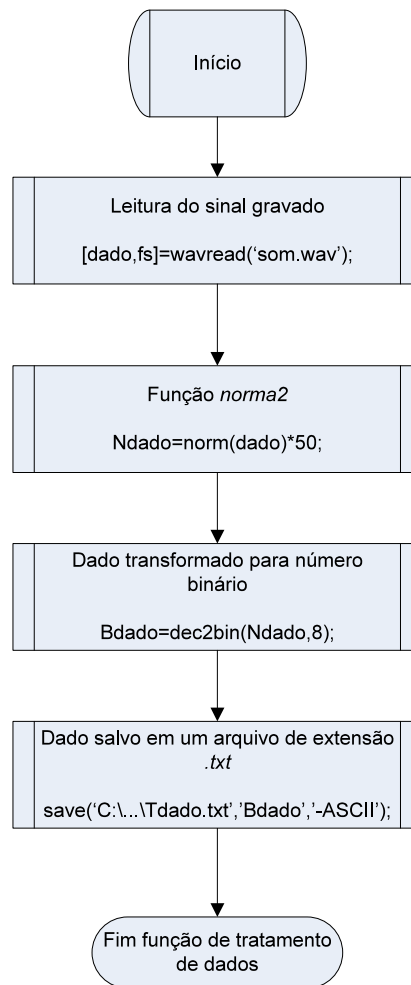 Início
Leitura do sinal gravado
[dado,fs]=wavread(‘som.wav’);
Função norma2
Ndado=norm(dado)*50;
Dado transformado para número
binário
Bdado=dec2bin(Ndado,8);
Dado salvo em um arquivo de extensão
.txt
save(‘C:\...\Tdado.txt’,’Bdado’,’-ASCII’);
Fim função de tratamento
de dados